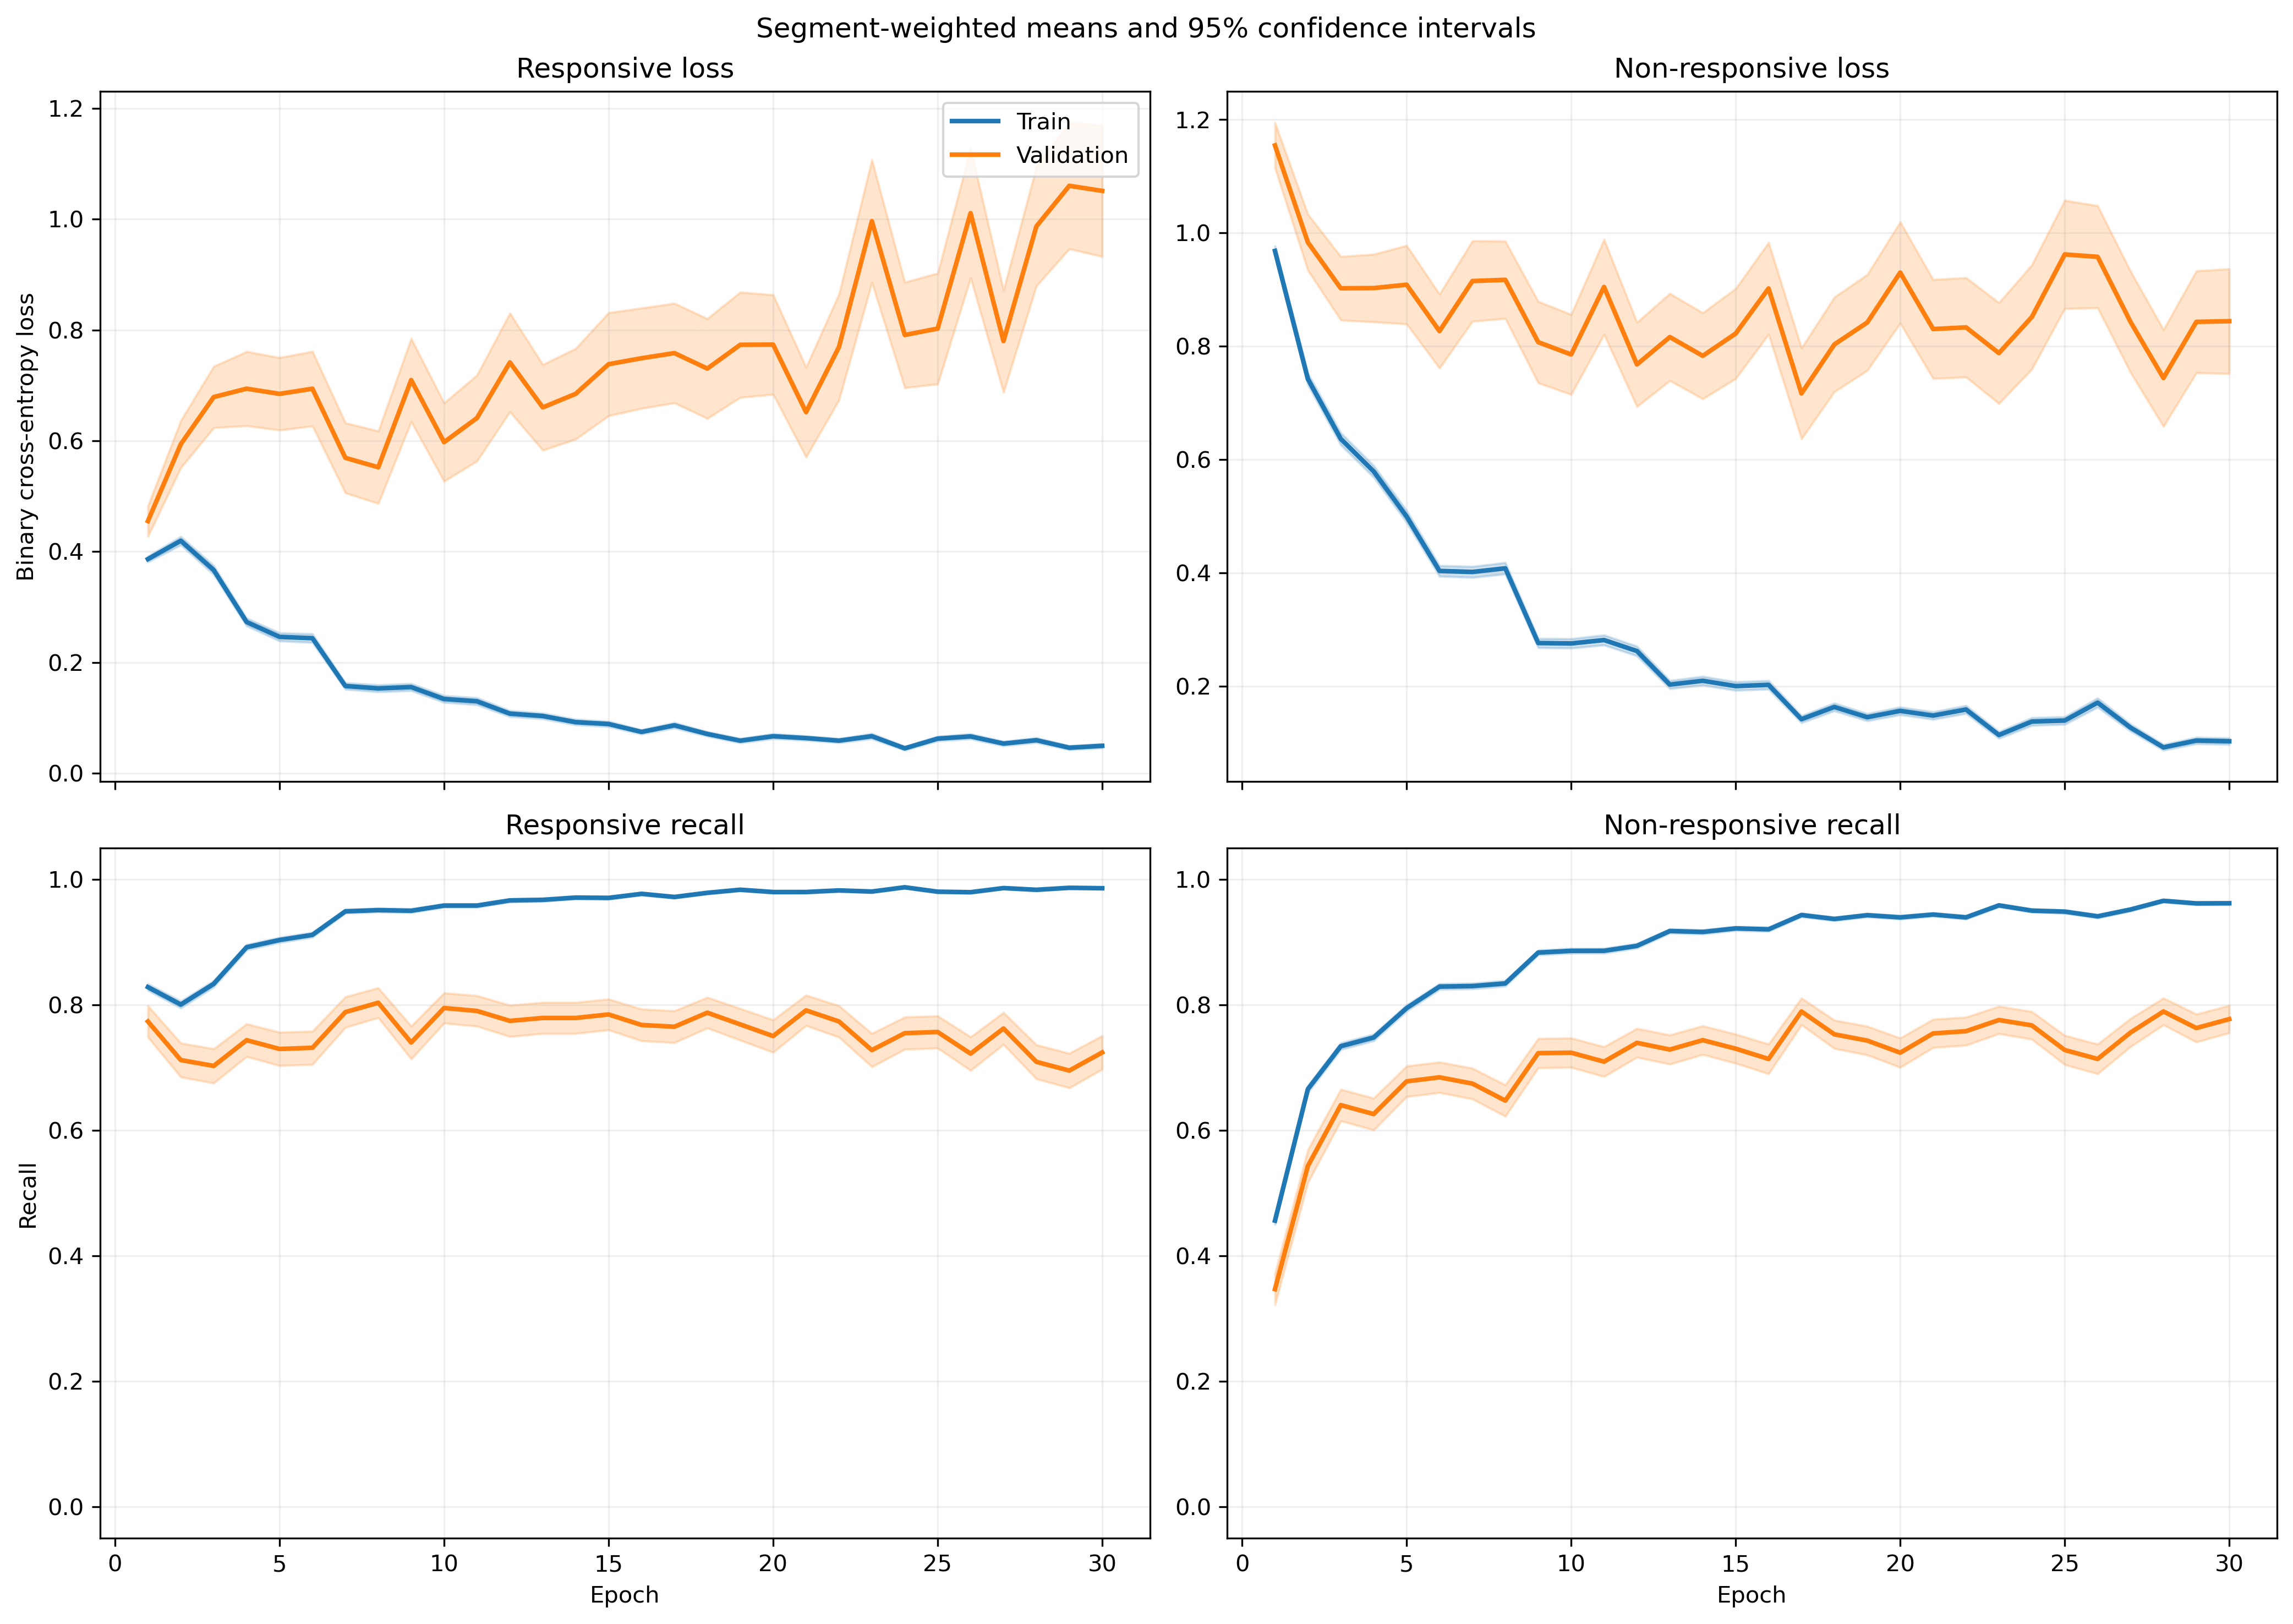 Segment-weighted means and 95% confidence intervals
Responsive loss
Non-responsive loss
Binary cross-entropy loss
1.2
1.0
0.8
0.6
0.4
0.2
0.0
Train
Validation
1.2
1.0
0.8
0.6
0.4
0.2
Responsive recall
Non-responsive recall
Recall
1.0
0.8
0.6
0.4
0.2
0.0
0 5 10 15 20 25 30
Epoch
1.0
0.8
0.6
0.4
0.2
0.0
0 5 10 15 20 25 30
Epoch